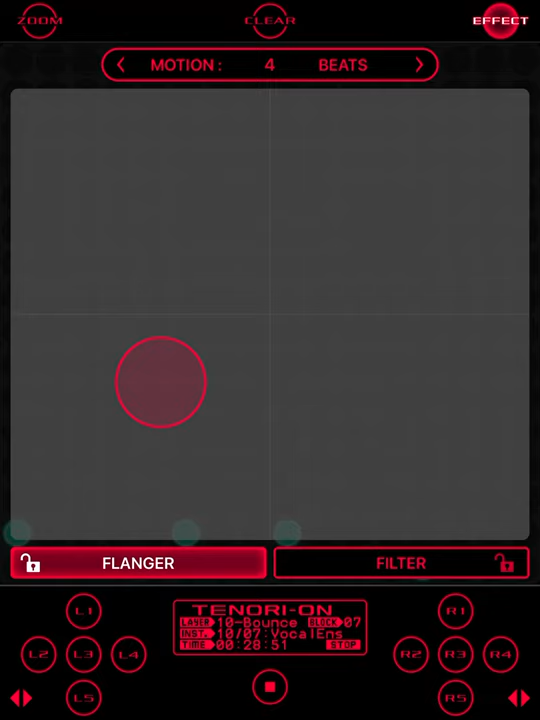 ZOOM CLEAR EFFECT
MOTION : 4 BEATS
FLANGER FILTER
L1 R1
TENORI-ON
LAYER 10-Bounce BLOCK 07
INST. 10/07:VocalEns
TIME 00:28:51 STOP
L2 L3 L4 R2 R3 R4
L5 R5